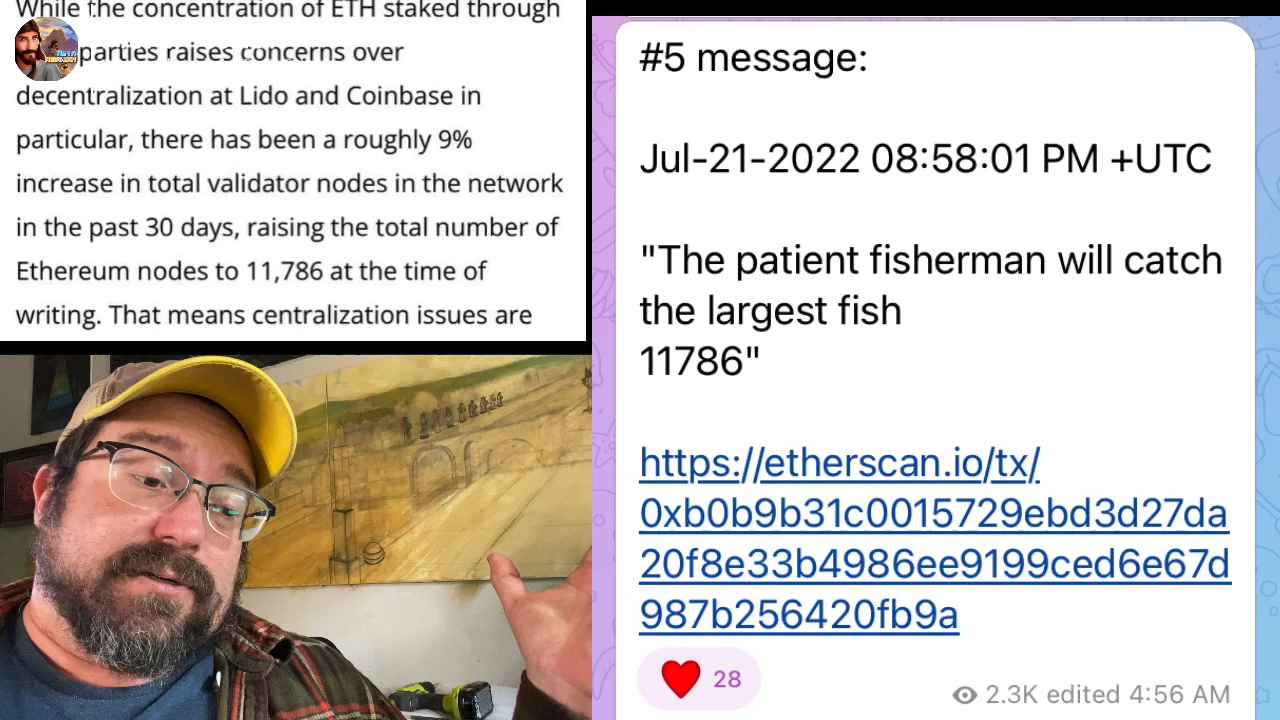 While the concentration of ETH staked through
parties raises concerns over
decentralization at Lido and Coinbase in
particular, there has been a roughly 9%
increase in total validator nodes in the network
in the past 30 days, raising the total number of
Ethereum nodes to 11,786 at the time of
writing. That means centralization issues are
#5 message:
Jul-21-2022 08:58:01 PM +UTC
"The patient fisherman will catch
the largest fish
11786"
https://etherscan.io/tx/
0xb0b9b31c0015729ebd3d27da
20f8e33b4986ee9199ced6e67d
987b256420fb9a
28
2.3K edited 4:56 AM